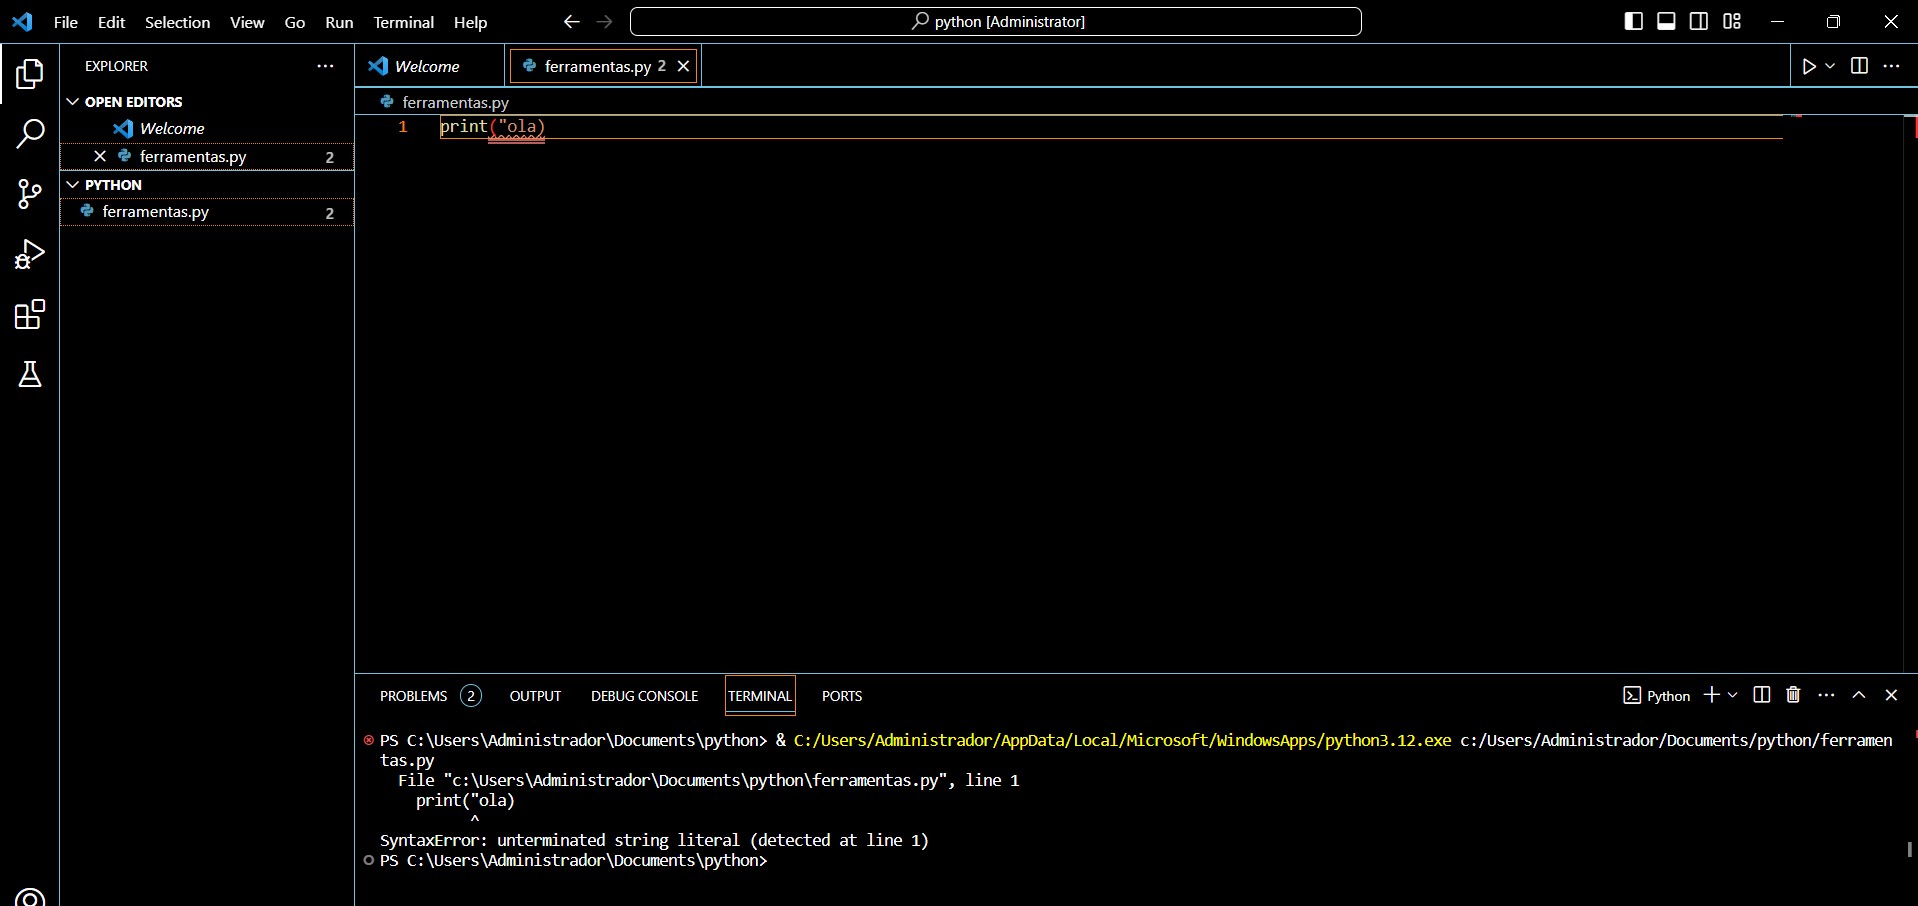 File Edit Selection View Go Run Terminal Help
python [Administrator]
EXPLORER
OPEN EDITORS
Welcome
ferramentas.py 2
PYTHON
ferramentas.py 2
Welcome
ferramentas.py 2
ferramentas.py
1 print("ola)
PROBLEMS 2 OUTPUT DEBUG CONSOLE TERMINAL PORTS
Python
PS C:\Users\Administrador\Documents\python> & C:/Users/Administrador/AppData/Local/Microsoft/WindowsApps/python3.12.exe c:/Users/Administrador/Documents/python/ferramen
tas.py
File "c:\Users\Administrador\Documents\python\ferramentas.py", line 1
print("ola)
^
SyntaxError: unterminated string literal (detected at line 1)
PS C:\Users\Administrador\Documents\python>